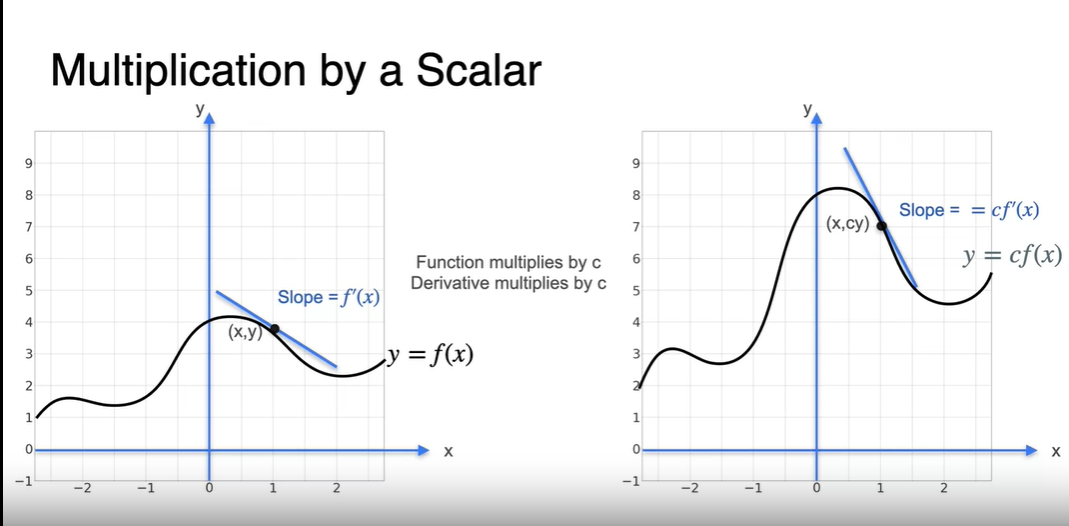 Multiplication by a Scalar
y
9
8
7
6
5
4
3
2
1
0
−1
−2
−1
0
1
2
x
Slope = f′(x)
(x,y)
y = f(x)
Function multiplies by c
Derivative multiplies by c
y
9
8
7
6
5
4
3
2
1
0
−1
−2
−1
0
1
2
x
Slope = = cf′(x)
(x,cy)
y = cf(x)